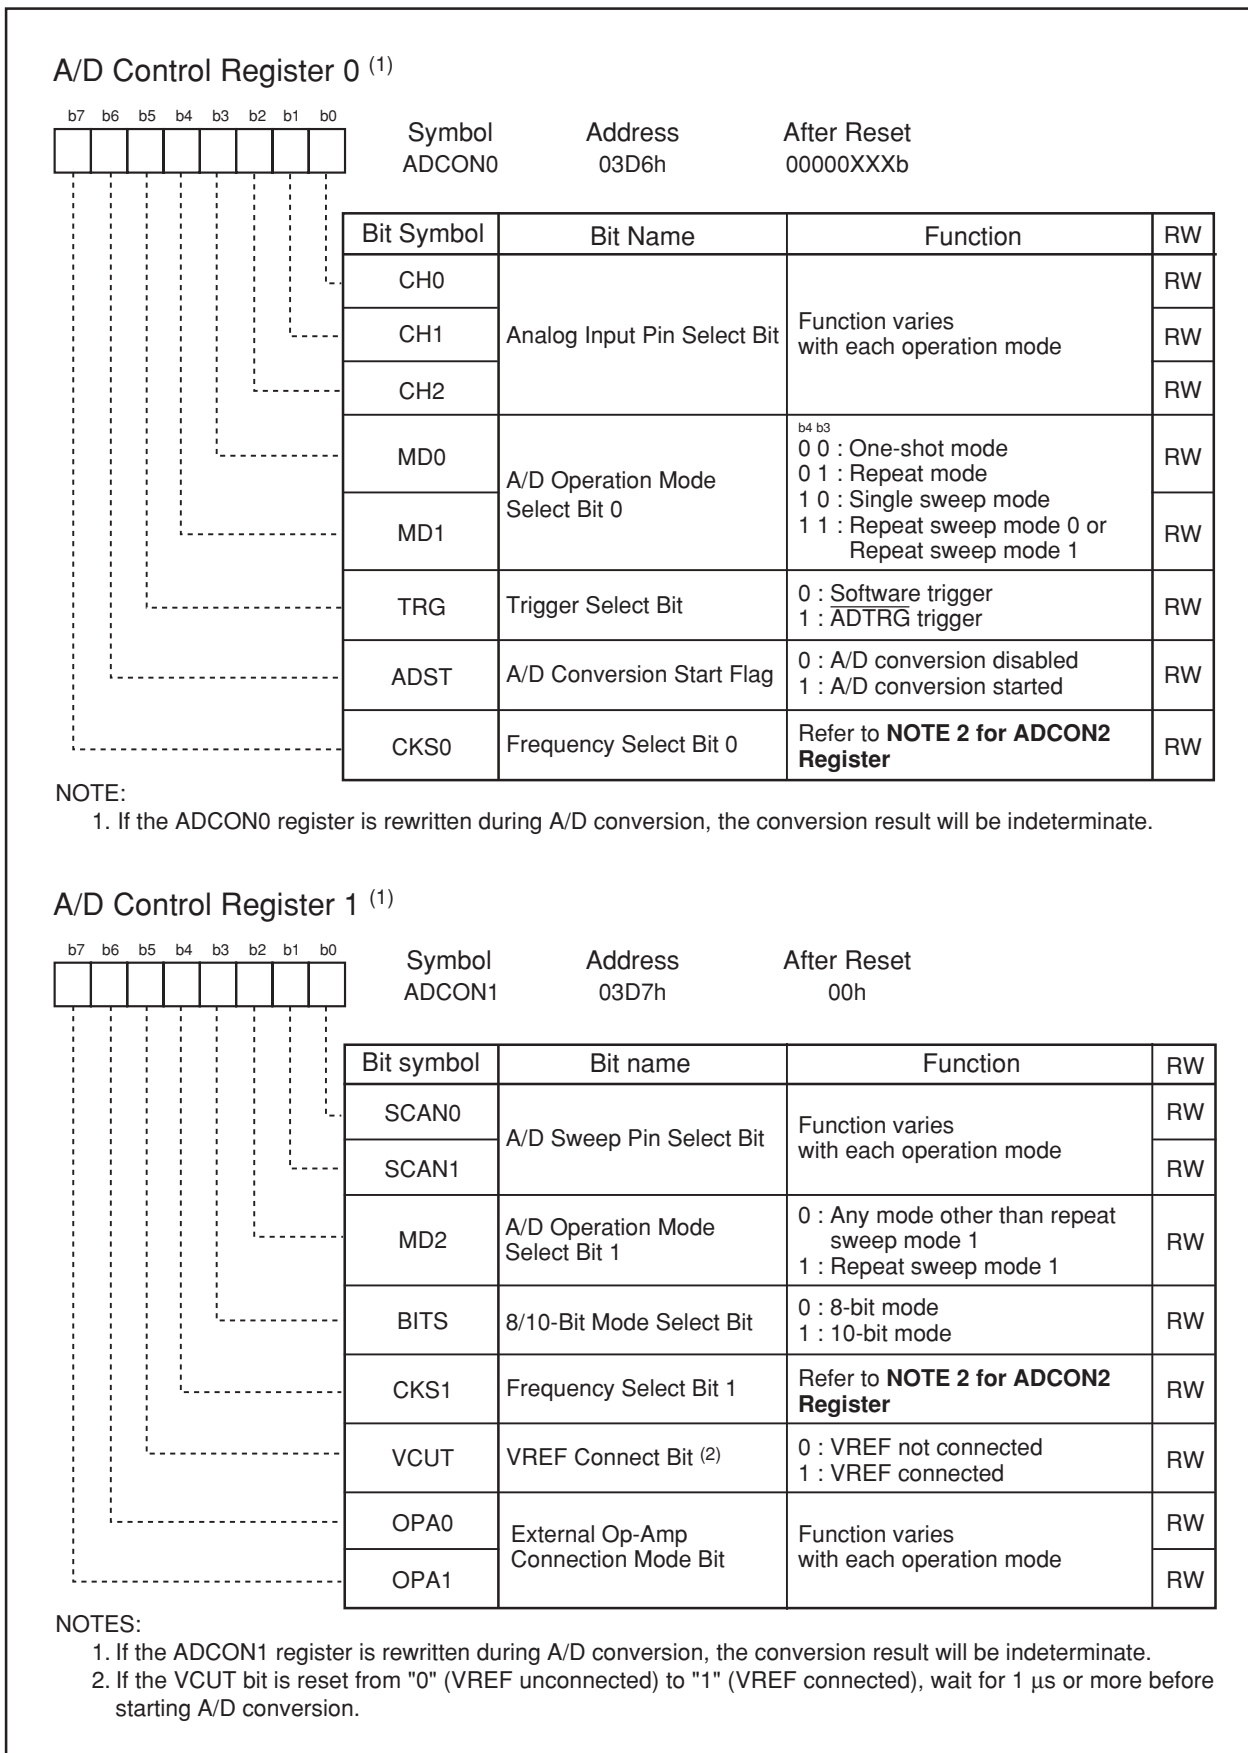 A/D Control Register 0 (1)
b7 b6 b5 b4 b3 b2 b1 b0
Symbol Address After Reset
ADCON0 03D6h 00000XXXb
Bit Symbol Bit Name Function RW
CH0 RW
CH1 Analog Input Pin Select Bit Function varies
with each operation mode RW
CH2 RW
b4 b3
MD0 0 0 : One-shot mode RW
0 1 : Repeat mode
A/D Operation Mode
Select Bit 0 1 0 : Single sweep mode
MD1 1 1 : Repeat sweep mode 0 or RW
Repeat sweep mode 1
TRG Trigger Select Bit 0 : Software trigger RW
1 : ADTRG trigger
ADST A/D Conversion Start Flag 0 : A/D conversion disabled RW
1 : A/D conversion started
CKS0 Frequency Select Bit 0 Refer to NOTE 2 for ADCON2 RW
Register
NOTE:
1. If the ADCON0 register is rewritten during A/D conversion, the conversion result will be indeterminate.
A/D Control Register 1 (1)
b7 b6 b5 b4 b3 b2 b1 b0
Symbol Address After Reset
ADCON1 03D7h 00h
Bit symbol Bit name Function RW
SCAN0 RW
A/D Sweep Pin Select Bit Function varies
with each operation mode
SCAN1 RW
MD2 A/D Operation Mode
Select Bit 1 0 : Any mode other than repeat
sweep mode 1 RW
1 : Repeat sweep mode 1
BITS 8/10-Bit Mode Select Bit 0 : 8-bit mode RW
1 : 10-bit mode
CKS1 Frequency Select Bit 1 Refer to NOTE 2 for ADCON2 RW
Register
VCUT VREF Connect Bit (2) 0 : VREF not connected RW
1 : VREF connected
OPA0 RW
External Op-Amp
Connection Mode Bit Function varies
with each operation mode
OPA1 RW
NOTES:
1. If the ADCON1 register is rewritten during A/D conversion, the conversion result will be indeterminate.
2. If the VCUT bit is reset from "0" (VREF unconnected) to "1" (VREF connected), wait for 1 µs or more before
starting A/D conversion.